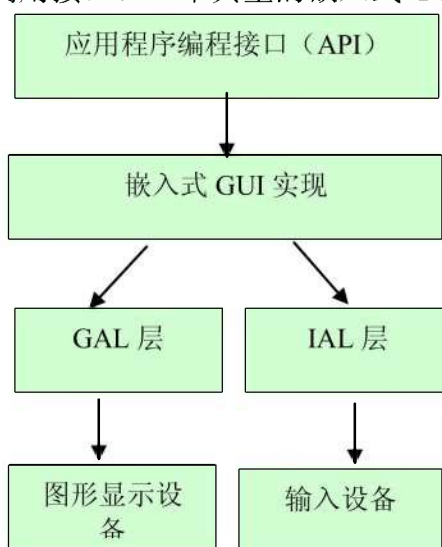 应用程序编程接口（API）
嵌入式 GUI 实现
GAL 层
IAL 层
图形显示设
备
输入设备